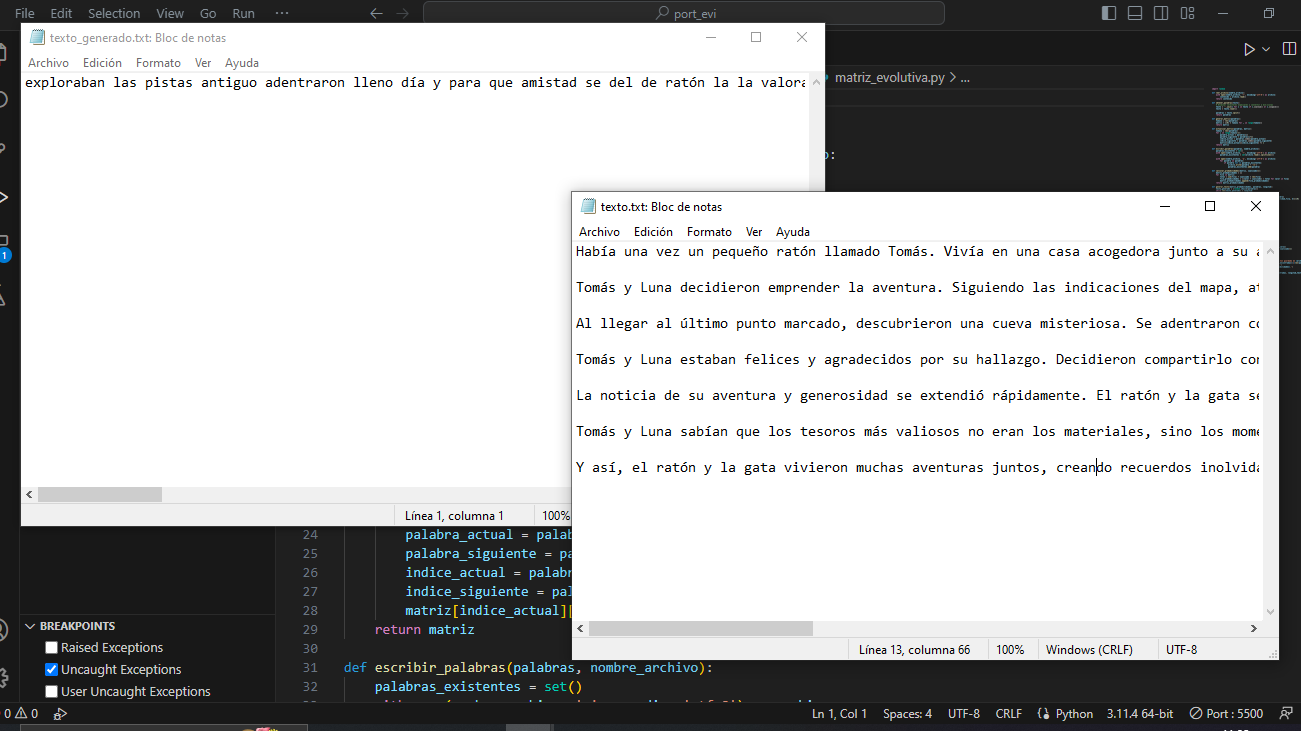 File Edit Selection View Go Run ··· port_evi
texto_generado.txt: Bloc de notas
Archivo Edición Formato Ver Ayuda
exploraban las pistas antiguo adentraron lleno día y para que amistad se del de ratón la la valora
Línea 1, columna 1 100%
matriz_evolutiva.py > ...
texto.txt: Bloc de notas
Archivo Edición Formato Ver Ayuda
Había una vez un pequeño ratón llamado Tomás. Vivía en una casa acogedora junto a su
Tomás y Luna decidieron emprender la aventura. Siguiendo las indicaciones del mapa,
Al llegar al último punto marcado, descubrieron una cueva misteriosa. Se adentraron
Tomás y Luna estaban felices y agradecidos por su hallazgo. Decidieron compartirlo
La noticia de su aventura y generosidad se extendió rápidamente. El ratón y la gata
Tomás y Luna sabían que los tesoros más valiosos no eran los materiales, sino los
Y así, el ratón y la gata vivieron muchas aventuras juntos, creando recuerdos
Línea 13, columna 66 100% Windows (CRLF) UTF-8
24 palabra_actual =
25 palabra_siguiente =
26 indice_actual =
27 indice_siguiente =
28 matriz[indice_actual]
29 return matriz
30
31 def escribir_palabras(palabras, nombre_archivo):
32 palabras_existentes = set()
BREAKPOINTS
Raised Exceptions
Uncaught Exceptions
User Uncaught Exceptions
1
0 0 Ln 1, Col 1 Spaces: 4 UTF-8 CRLF Python 3.11.4 64-bit Port : 5500